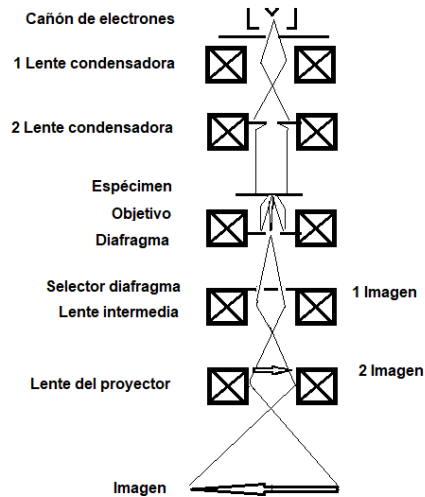 Cañón de electrones
1 Lente condensadora
2 Lente condensadora
Espécimen
Objetivo
Diafragma
Selector diafragma
1 Imagen
Lente intermedia
2 Imagen
Lente del proyector
Imagen